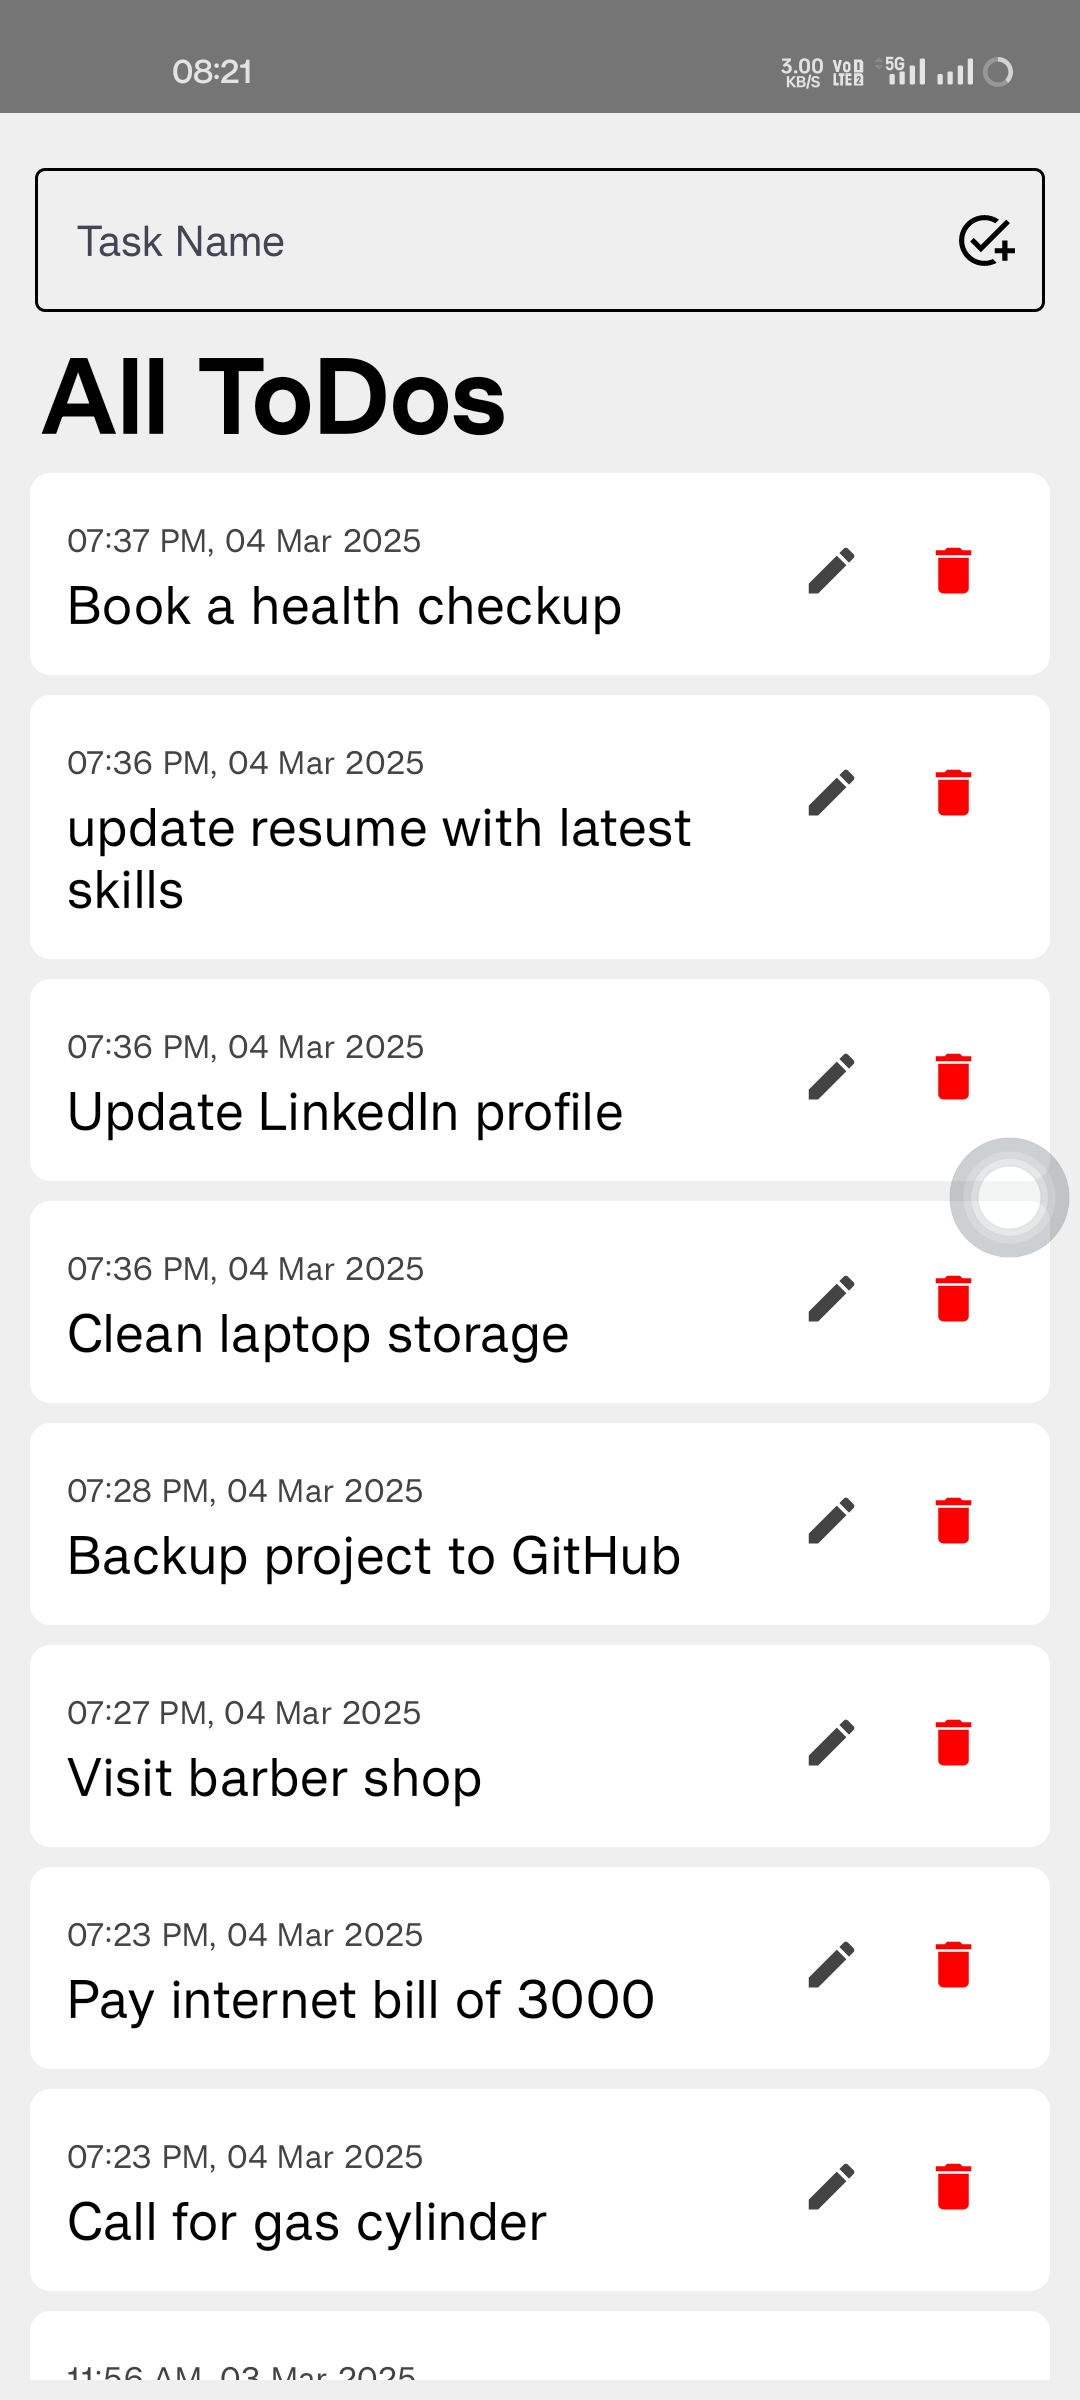 08:21
3.00 KB/S VoLTE 2 5G
Task Name
All ToDos
07:37 PM, 04 Mar 2025
Book a health checkup
07:36 PM, 04 Mar 2025
update resume with latest
skills
07:36 PM, 04 Mar 2025
Update LinkedIn profile
07:36 PM, 04 Mar 2025
Clean laptop storage
07:28 PM, 04 Mar 2025
Backup project to GitHub
07:27 PM, 04 Mar 2025
Visit barber shop
07:23 PM, 04 Mar 2025
Pay internet bill of 3000
07:23 PM, 04 Mar 2025
Call for gas cylinder
11:56 AM, 03 Mar 2025